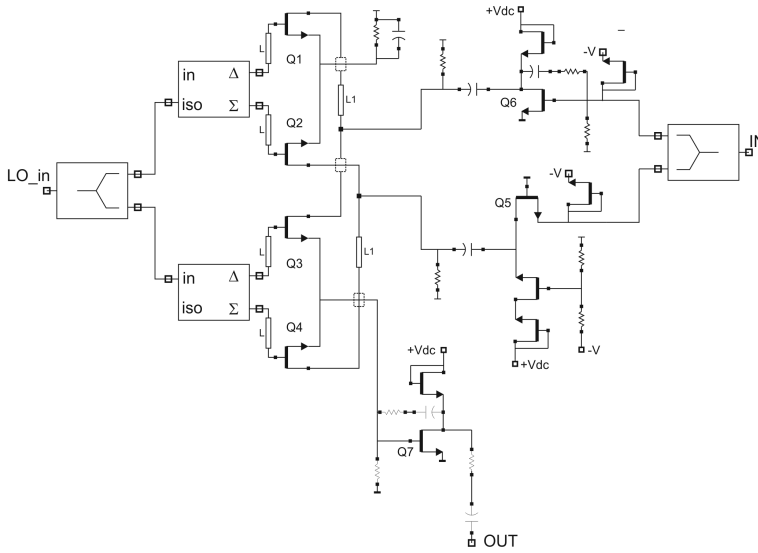 +Vdc
-V
L
Q1
in Δ
iso Σ
L1
Q6
Q2
L
IN
LO_in
-V
Q5
L
Q3
L1
in Δ
iso Σ
Q4
L
+Vdc
+Vdc
-V
Q7
OUT